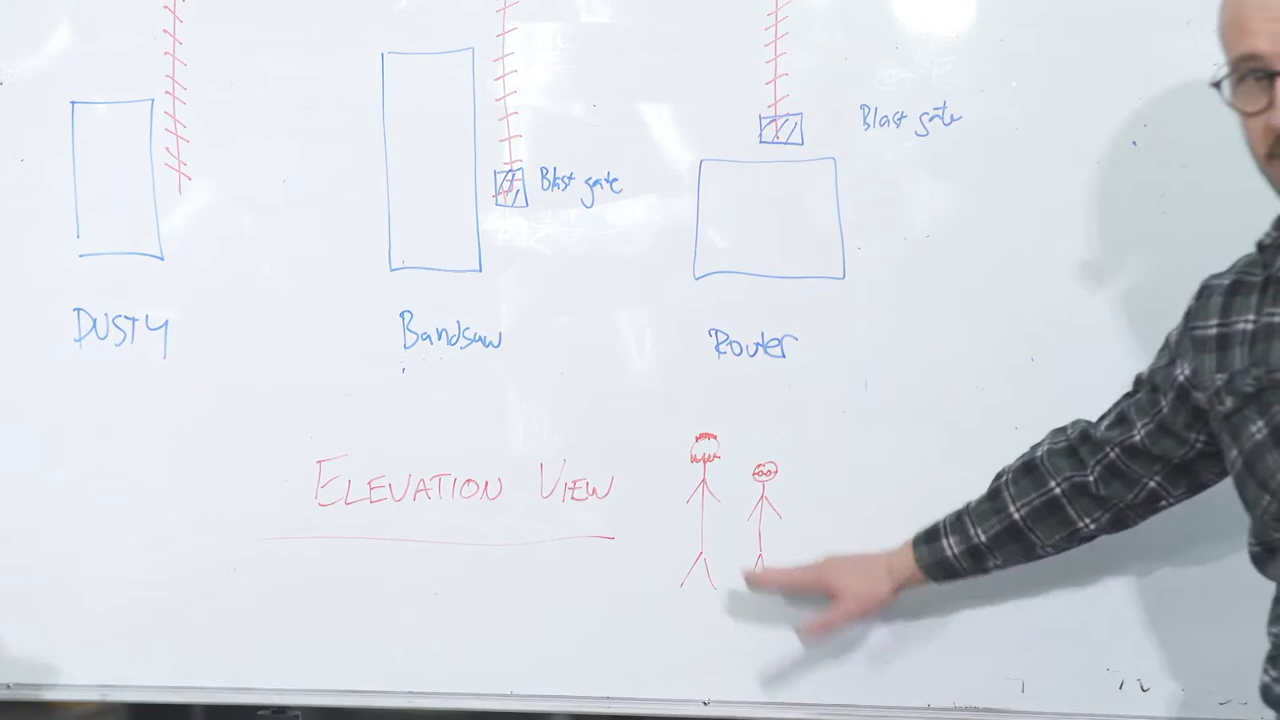 Blast gate
Blast gate
DUSTY
Bandsaw
Router
ELEVATION VIEW